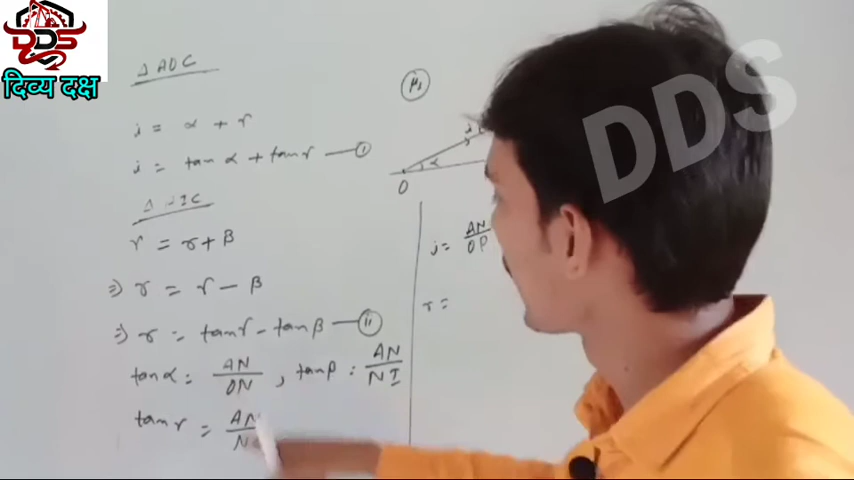 DDS
दिव्य दक्ष
DDS
Δ AOC
i = α + γ
i = tan α + tan γ — (i)
Δ AIC
γ = r + β
⇒ r = γ - β
⇒ r = tan γ - tan β — (ii)
tan α = AN/ON , tan β = AN/NI
tan γ = AN/N
μ₁
α
O
i = AN/OP
r =